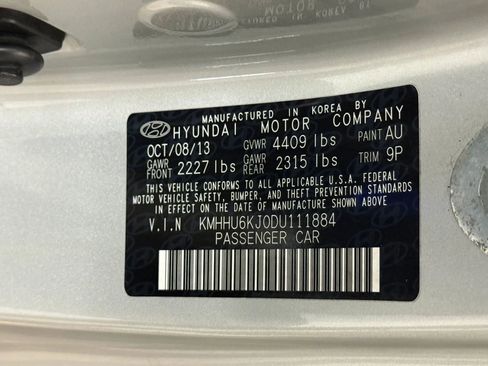 MANUFACTURED IN KOREA BY
HYUNDAI MOTOR COMPANY
OCT/08/13 GVWR 4409 lbs PAINT AU
GAWR FRONT 2227 lbs GAWR REAR 2315 lbs TRIM 9P
THIS VEHICLE CONFORMS TO ALL APPLICABLE U.S.A. FEDERAL
MOTOR VEHICLE SAFETY, BUMPER, AND THEFT PREVENTION STANDARDS
IN EFFECT ON THE DATE OF MANUFACTURE SHOWN ABOVE.
V.I.N KMHHU6KJ0DU111884
PASSENGER CAR